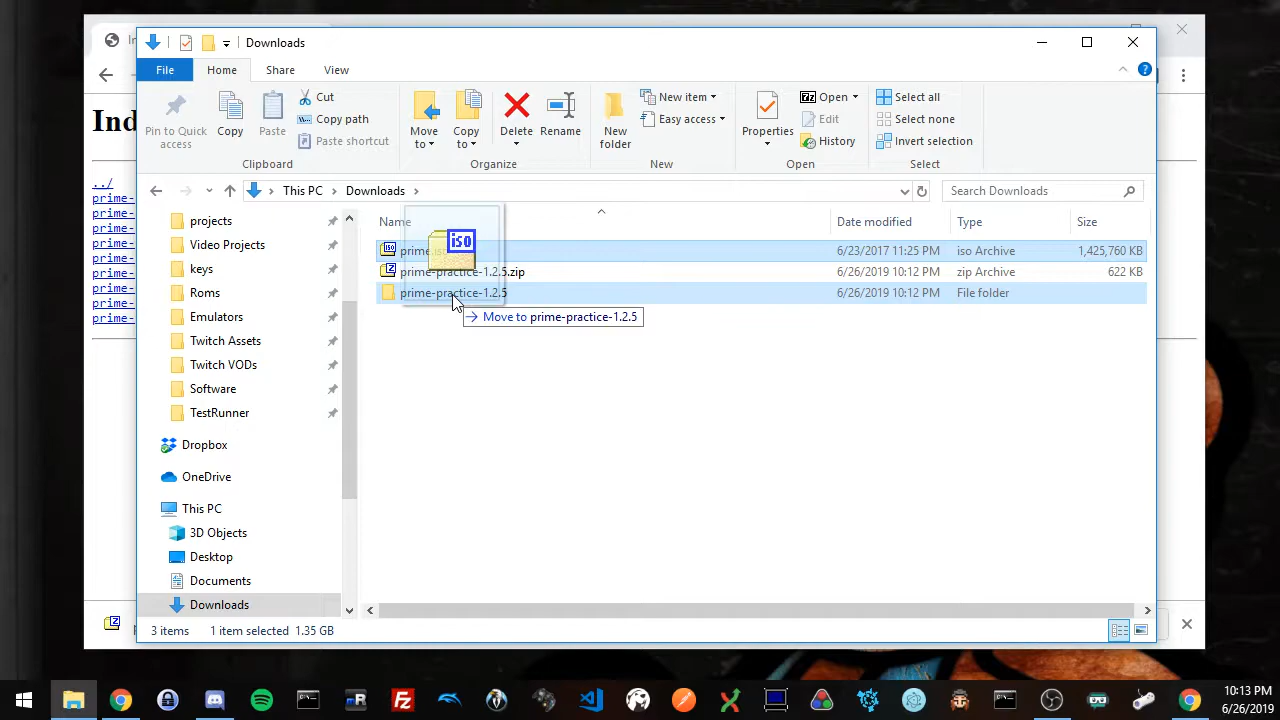 Downloads
File Home Share View
Pin to Quick access
Copy
Paste
Cut
Copy path
Paste shortcut
Move to
Copy to
Delete
Rename
New folder
New item
Easy access
Properties
Open
Edit
History
Select all
Select none
Invert selection
Clipboard Organize New Open Select
Ind
This PC Downloads
Search Downloads
../
prime-
prime-
prime-
prime-
prime-
prime-
prime-
prime-
projects
Video Projects
keys
Roms
Emulators
Twitch Assets
Twitch VODs
Software
TestRunner
Dropbox
OneDrive
This PC
3D Objects
Desktop
Documents
Downloads
Name Date modified Type Size
prime.iso 6/23/2017 11:25 PM iso Archive 1,425,760 KB
prime-practice-1.2.5.zip 6/26/2019 10:12 PM zip Archive 622 KB
prime-practice-1.2.5 6/26/2019 10:12 PM File folder
iso
Move to prime-practice-1.2.5
3 items 1 item selected 1.35 GB
10:13 PM
6/26/2019